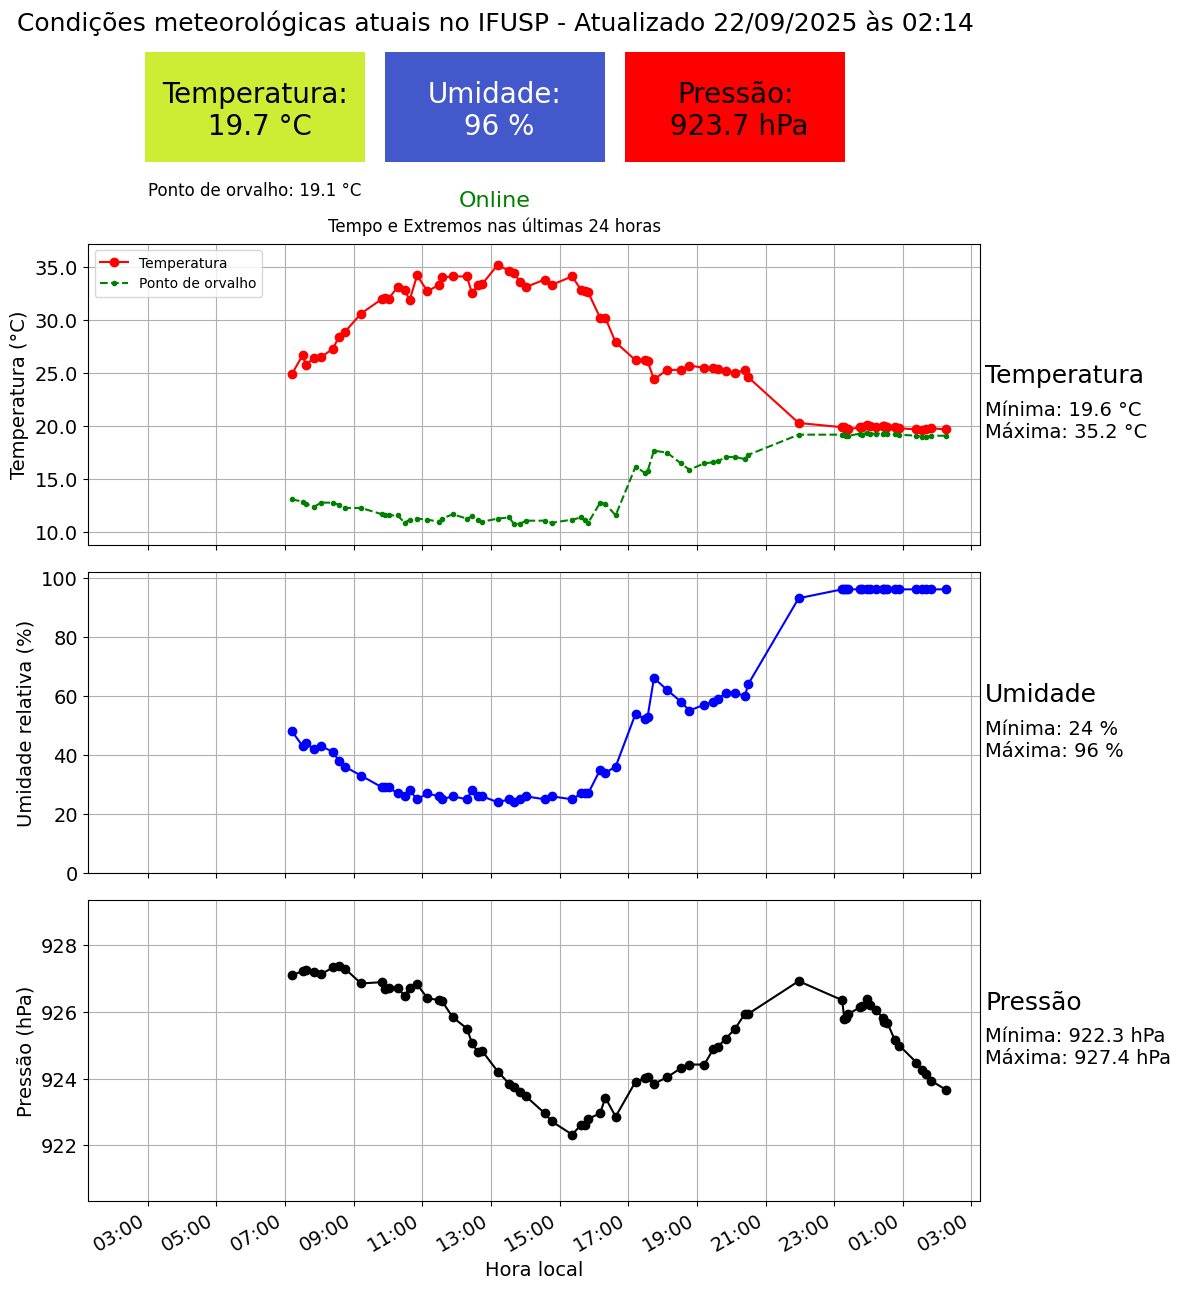 Condições meteorológicas atuais no IFUSP - Atualizado 22/09/2025 às 02:14
Temperatura:
19.7 °C
Umidade:
96 %
Pressão:
923.7 hPa
Ponto de orvalho: 19.1 °C
Online
Tempo e Extremos nas últimas 24 horas
Temperatura
Ponto de orvalho
Temperatura (°C)
35.0
30.0
25.0
20.0
15.0
10.0
Temperatura
Mínima: 19.6 °C
Máxima: 35.2 °C
Umidade relativa (%)
100
80
60
40
20
0
Umidade
Mínima: 24 %
Máxima: 96 %
Pressão (hPa)
928
926
924
922
Pressão
Mínima: 922.3 hPa
Máxima: 927.4 hPa
03:00 05:00 07:00 09:00 11:00 13:00 15:00 17:00 19:00 21:00 23:00 01:00 03:00
Hora local